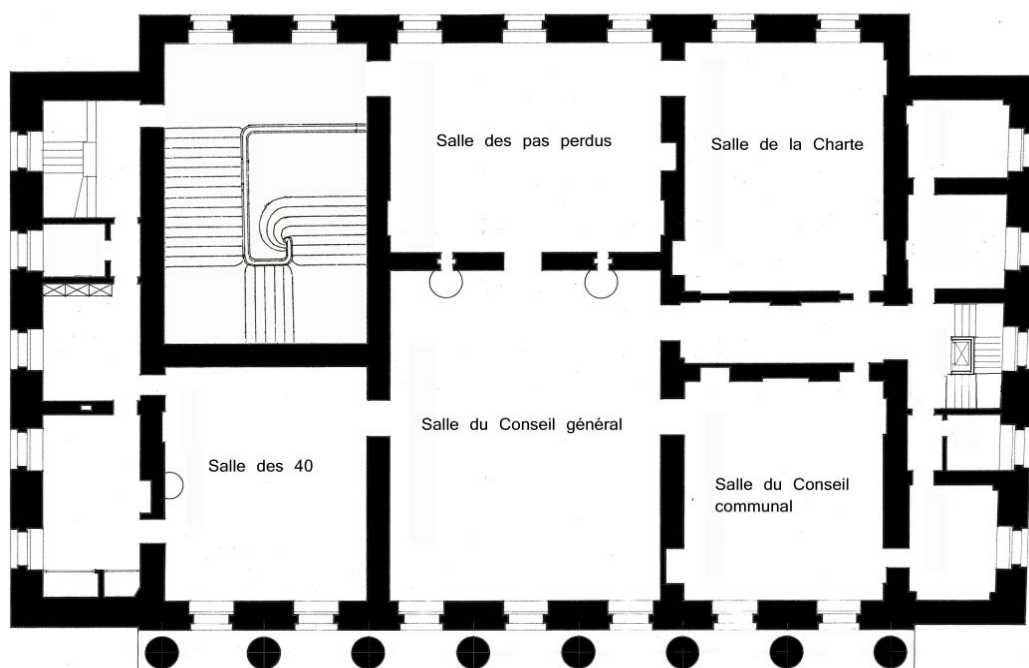 Salle des pas perdus
Salle de la Charte
Salle du Conseil général
Salle des 40
Salle du Conseil
communal